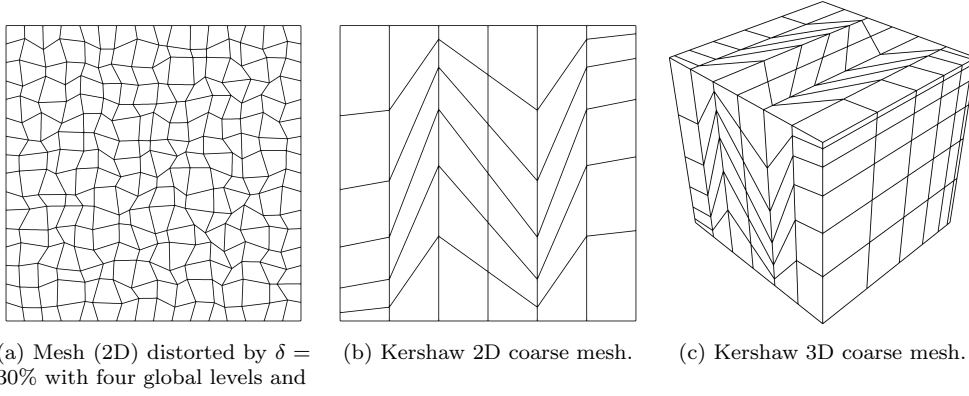 (a) Mesh (2D) distorted by δ =
30% with four global levels and
(b) Kershaw 2D coarse mesh.
(c) Kershaw 3D coarse mesh.